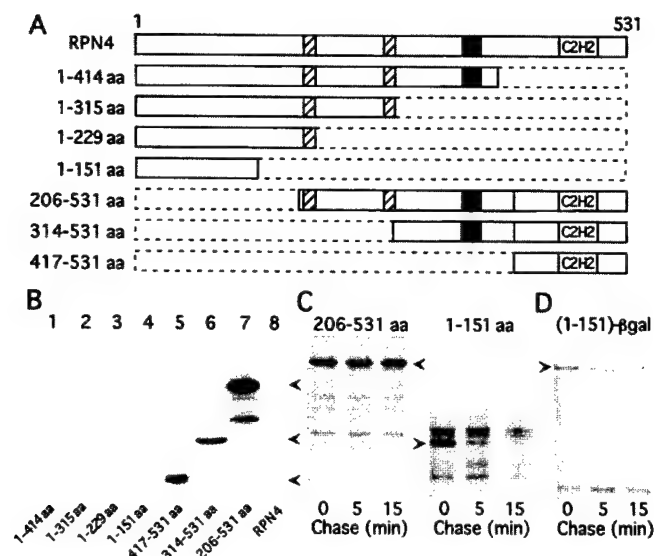 A
1
531
RPN4
C2H2
1-414 aa
1-315 aa
1-229 aa
1-151 aa
206-531 aa
C2H2
314-531 aa
C2H2
417-531 aa
C2H2
B
1 2 3 4 5 6 7 8
1-414 aa
1-315 aa
1-229 aa
1-151 aa
417-531 aa
314-531 aa
206-531 aa
RPN4
C
206-531 aa
1-151 aa
0 5 15
Chase (min)
0 5 15
Chase (min)
D
(1-151)-βgal
0 5 15
Chase (min)